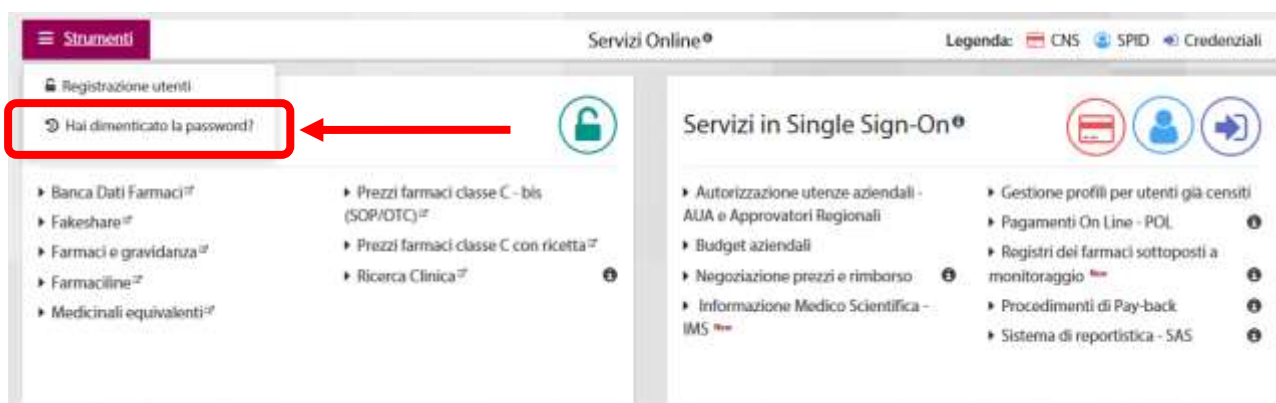 Strumenti
Servizi Online
Legenda: CNS SPID Credenziali
Registrazione utenti
Hai dimenticato la password?
Banca Dati Farmaci
Fakeshare
Farmaci e gravidanza
Farmaciline
Medicinali equivalenti
Prezzi farmaci classe C - bis
(SOP/OTC)
Prezzi farmaci classe C con ricetta
Ricerca Clinica
Servizi in Single Sign-On
Autorizzazione utenze aziendali -
AUA e Approvatori Regionali
Budget aziendali
Negoziazione prezzi e rimborso
Informazione Medico Scientifica -
IMS New
Gestione profili per utenti già censiti
Pagamenti On Line - POL
Registri dei farmaci sottoposti a
monitoraggio New
Procedimenti di Pay-back
Sistema di reportistica - SAS